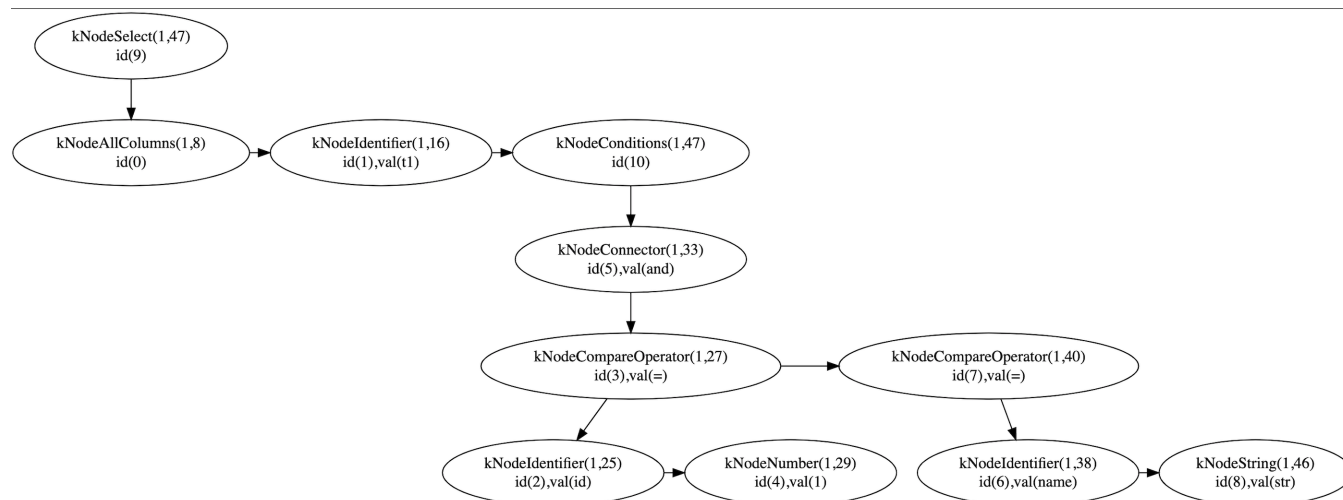 kNodeSelect(1,47)
id(9)
kNodeAllColumns(1,8)
id(0)
kNodeIdentifier(1,16)
id(1),val(t1)
kNodeConditions(1,47)
id(10)
kNodeConnector(1,33)
id(5),val(and)
kNodeCompareOperator(1,27)
id(3),val(=)
kNodeCompareOperator(1,40)
id(7),val(=)
kNodeIdentifier(1,25)
id(2),val(id)
kNodeNumber(1,29)
id(4),val(1)
kNodeIdentifier(1,38)
id(6),val(name)
kNodeString(1,46)
id(8),val(str)